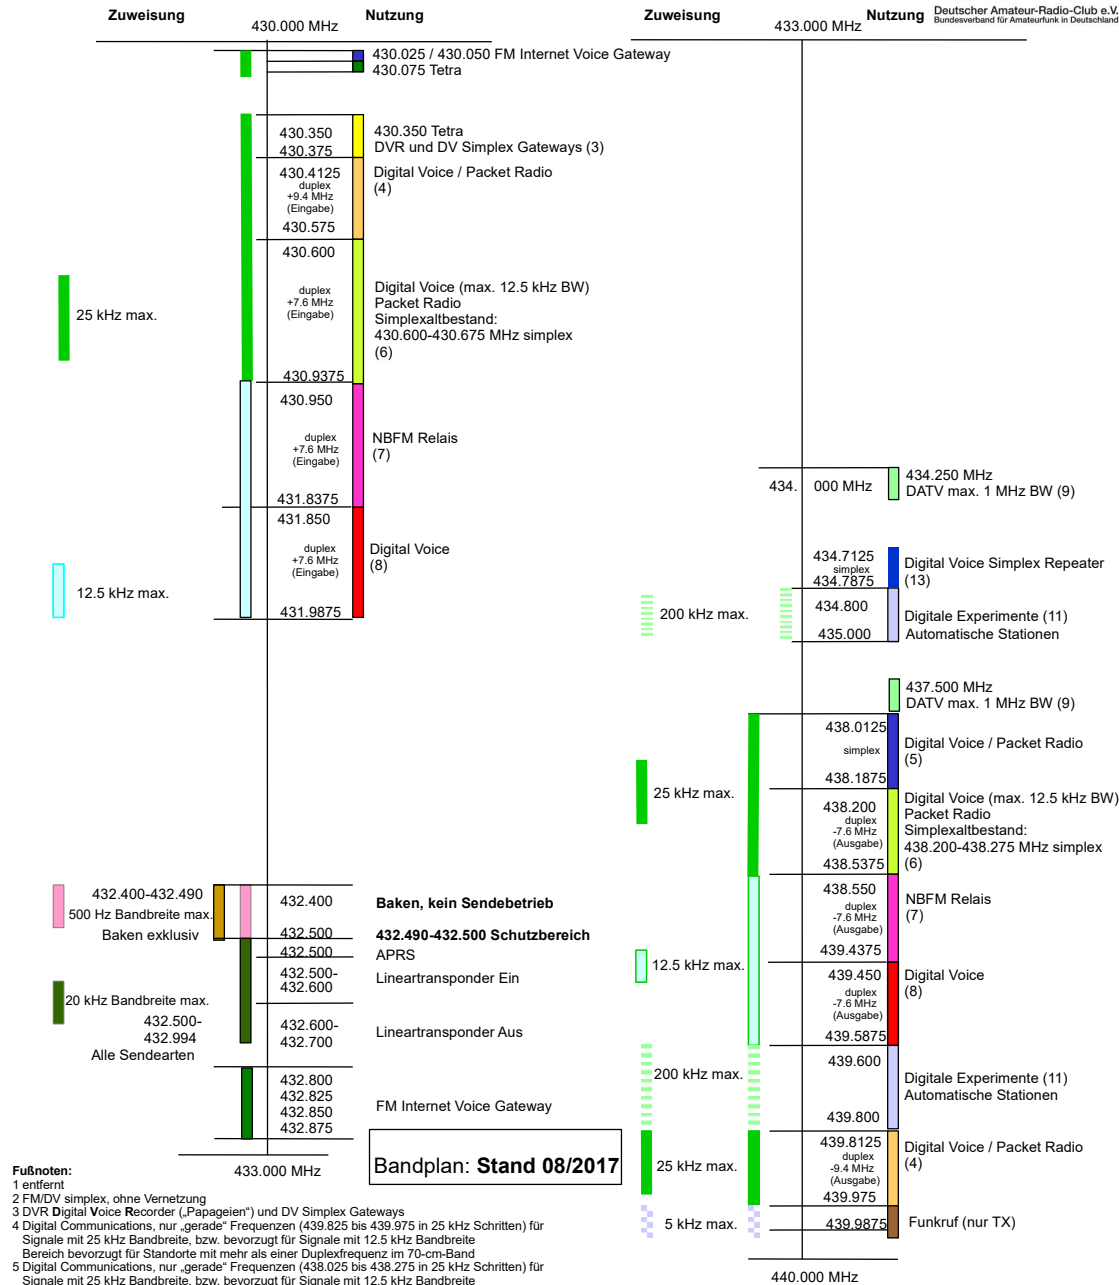 Zuweisung
Nutzung
430.000 MHz
430.025 / 430.050 FM Internet Voice Gateway
430.075 Tetra
430.350
430.375
430.350 Tetra
DVR und DV Simplex Gateways (3)
430.4125
duplex
+9.4 MHz
(Eingabe)
430.575
Digital Voice / Packet Radio
(4)
430.600
duplex
+7.6 MHz
(Eingabe)
430.9375
Digital Voice (max. 12.5 kHz BW)
Packet Radio
Simplexaltbestand:
430.600-430.675 MHz simplex
(6)
25 kHz max.
430.950
duplex
+7.6 MHz
(Eingabe)
431.8375
NBFM Relais
(7)
431.850
duplex
+7.6 MHz
(Eingabe)
431.9875
Digital Voice
(8)
12.5 kHz max.
432.400-432.490
500 Hz Bandbreite max.
Baken exklusiv
432.400
432.500
Baken, kein Sendebetrieb
432.490-432.500 Schutzbereich
432.500
APRS
432.500-
432.600
Lineartransponder Ein
20 kHz Bandbreite max.
432.500-
432.994
Alle Sendearten
432.600-
432.700
Lineartransponder Aus
432.800
432.825
432.850
432.875
FM Internet Voice Gateway
433.000 MHz
Bandplan: Stand 08/2017
Fußnoten:
1 entfernt
2 FM/DV simplex, ohne Vernetzung
3 DVR Digital Voice Recorder („Papageien“) und DV Simplex Gateways
4 Digital Communications, nur „gerade“ Frequenzen (439.825 bis 439.975 in 25 kHz Schritten) für
Signale mit 25 kHz Bandbreite, bzw. bevorzugt für Signale mit 12.5 kHz Bandbreite
Bereich bevorzugt für Standorte mit mehr als einer Duplexfrequenz im 70-cm-Band
5 Digital Communications, nur „gerade“ Frequenzen (438.025 bis 438.275 in 25 kHz Schritten) für
Signale mit 25 kHz Bandbreite, bzw. bevorzugt für Signale mit 12.5 kHz Bandbreite
Zuweisung
Nutzung
Deutscher Amateur-Radio-Club e.V.
Bundesverband für Amateurfunk in Deutschland
433.000 MHz
434. 000 MHz
434.250 MHz
DATV max. 1 MHz BW (9)
434.7125
simplex
434.7875
Digital Voice Simplex Repeater
(13)
200 kHz max.
434.800
435.000
Digitale Experimente (11)
Automatische Stationen
437.500 MHz
DATV max. 1 MHz BW (9)
438.0125
simplex
438.1875
Digital Voice / Packet Radio
(5)
25 kHz max.
438.200
duplex
-7.6 MHz
(Ausgabe)
438.5375
Digital Voice (max. 12.5 kHz BW)
Packet Radio
Simplexaltbestand:
438.200-438.275 MHz simplex
(6)
438.550
duplex
-7.6 MHz
(Ausgabe)
439.4375
NBFM Relais
(7)
12.5 kHz max.
439.450
duplex
-7.6 MHz
(Ausgabe)
439.5875
Digital Voice
(8)
200 kHz max.
439.600
439.800
Digitale Experimente (11)
Automatische Stationen
25 kHz max.
439.8125
duplex
-9.4 MHz
(Ausgabe)
439.975
Digital Voice / Packet Radio
(4)
5 kHz max.
439.9875
Funkruf (nur TX)
440.000 MHz